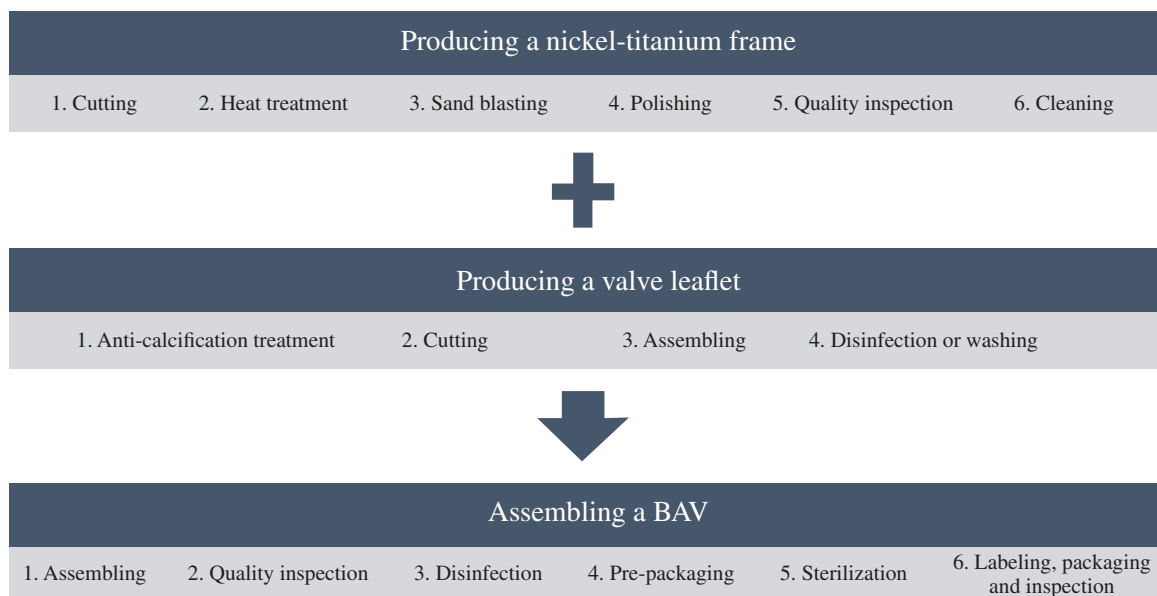 Producing a nickel-titanium frame
1. Cutting 2. Heat treatment 3. Sand blasting 4. Polishing 5. Quality inspection 6. Cleaning
Producing a valve leaflet
1. Anti-calcification treatment 2. Cutting 3. Assembling 4. Disinfection or washing
Assembling a BAV
1. Assembling 2. Quality inspection 3. Disinfection 4. Pre-packaging 5. Sterilization 6. Labeling, packaging
and inspection